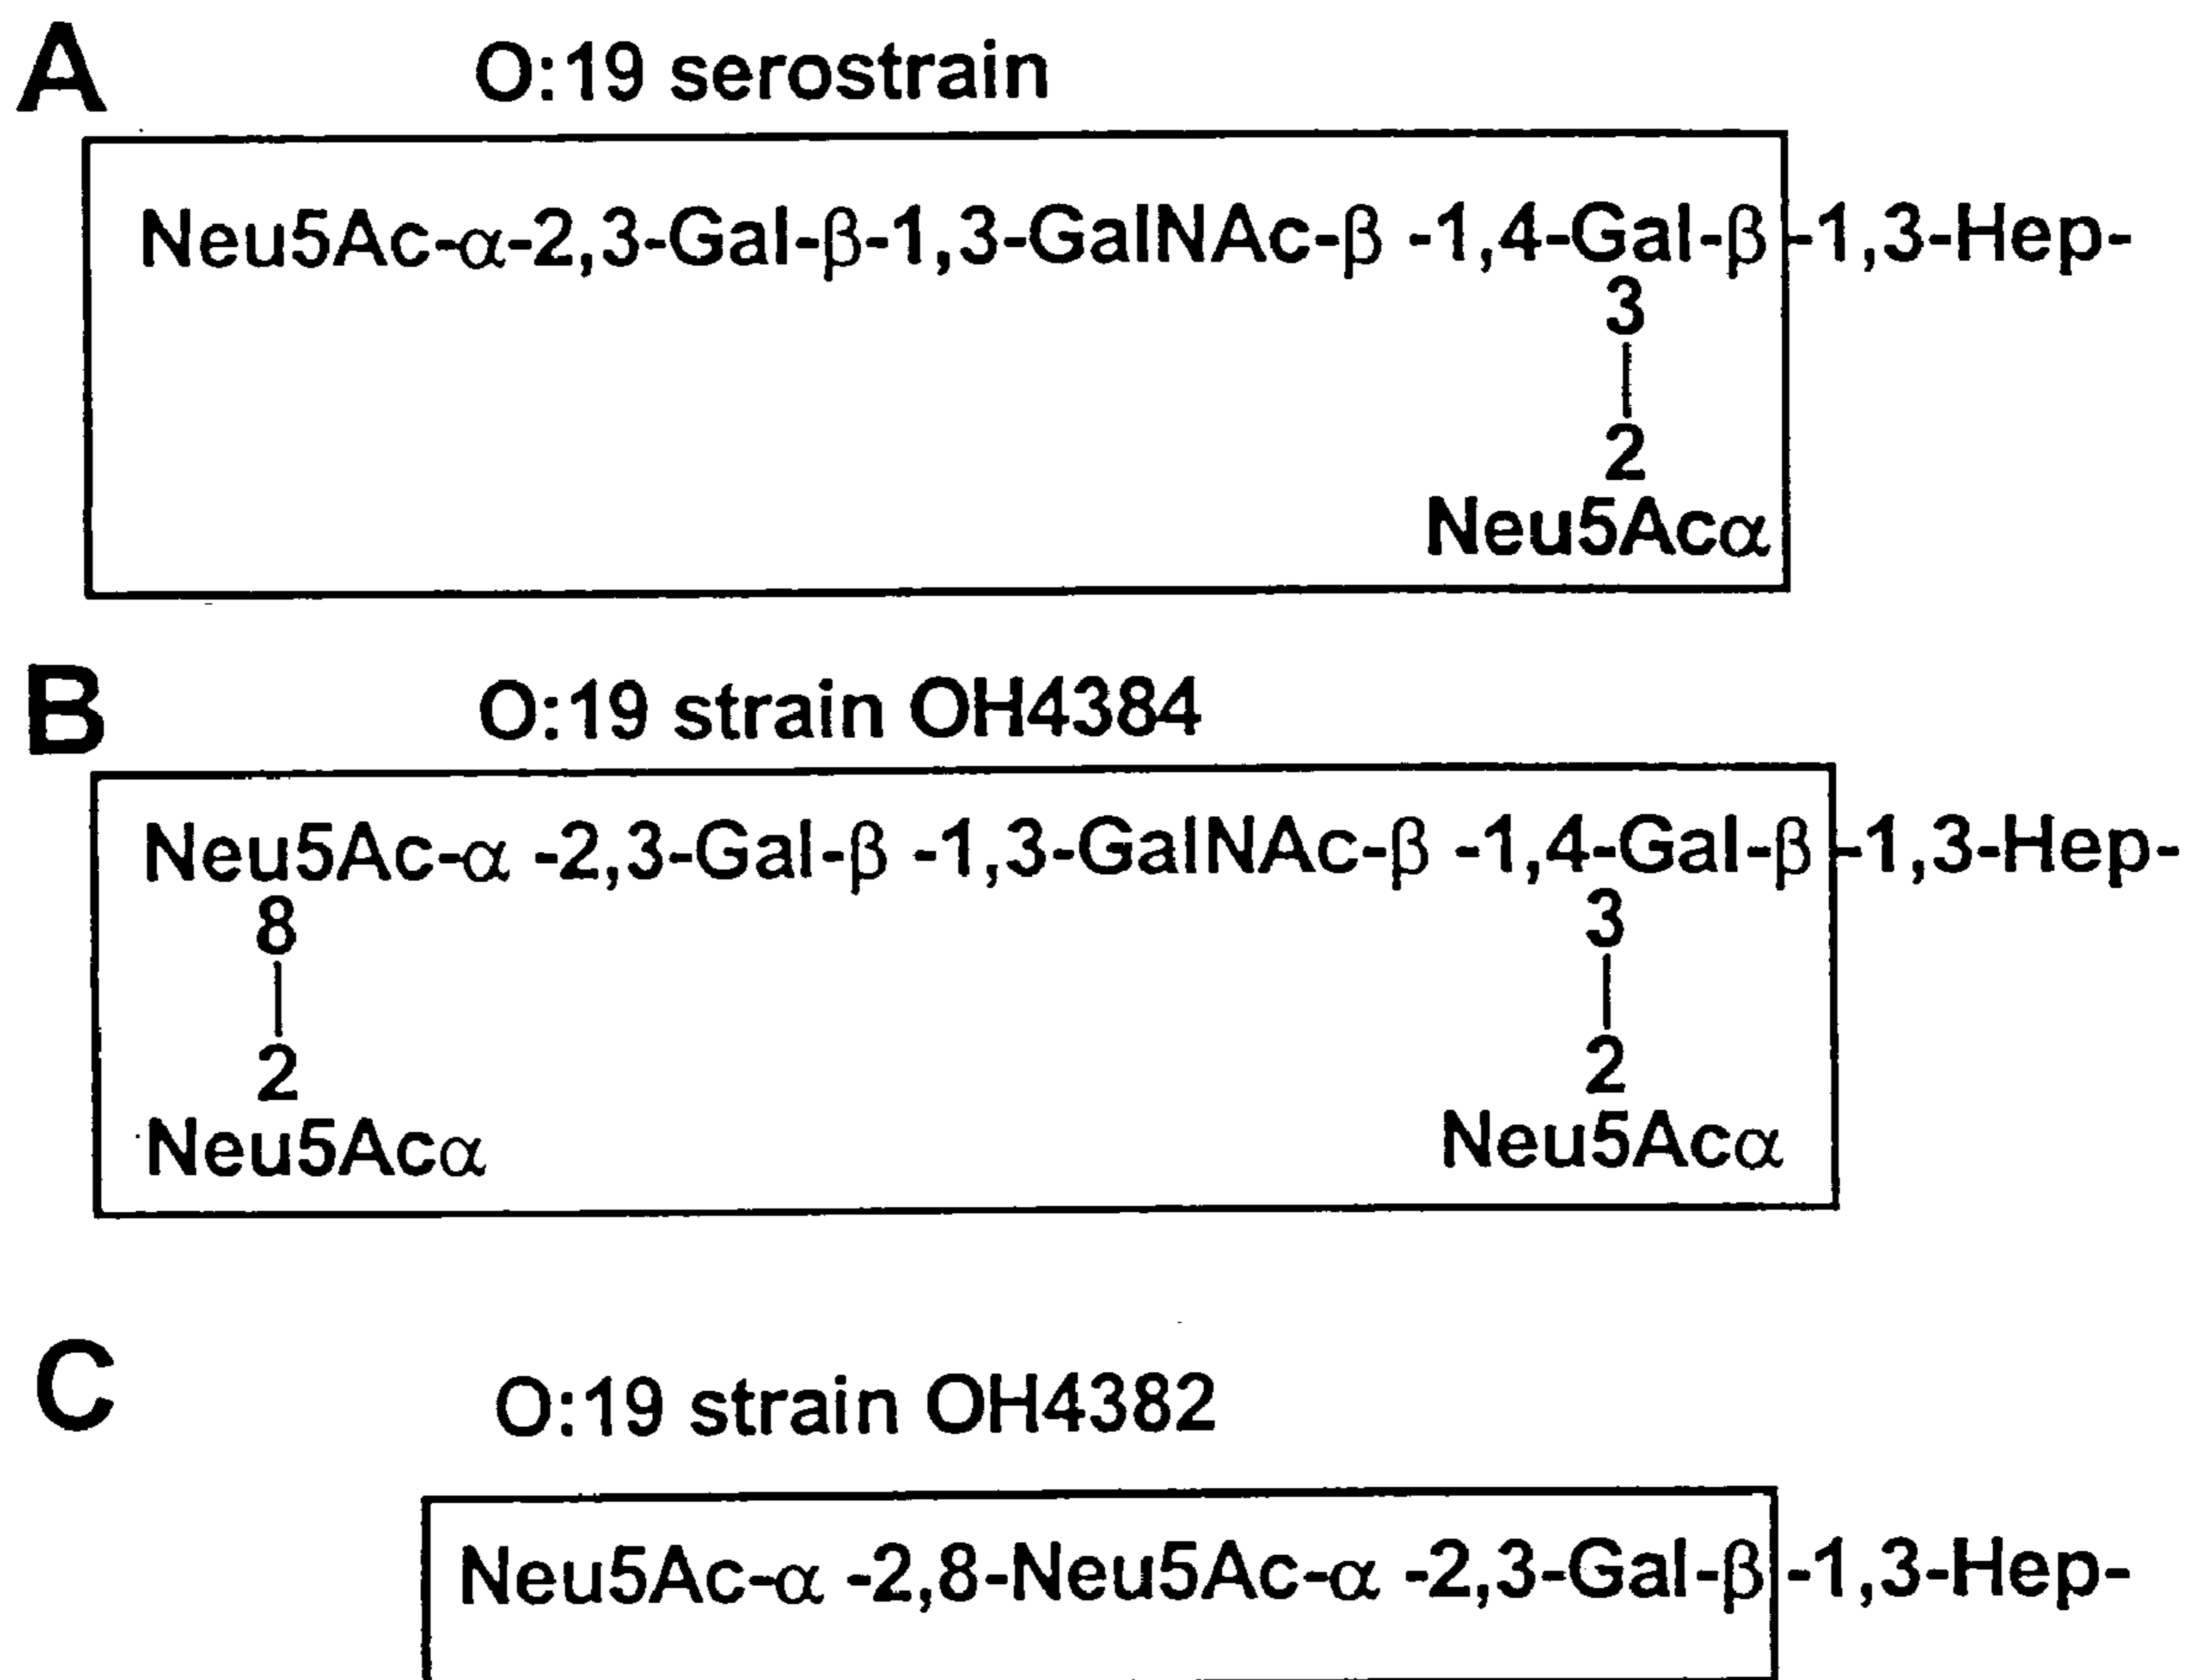 A
O:19 serostrain
Neu5Ac-α-2,3-Gal-β-1,3-GalNAc-β -1,4-Gal-β-1,3-Hep-
3
2
Neu5Acα
B
O:19 strain OH4384
Neu5Ac-α -2,3-Gal-β -1,3-GalNAc-β -1,4-Gal-β-1,3-Hep-
8 3
2 2
Neu5Acα Neu5Acα
C
O:19 strain OH4382
Neu5Ac-α -2,8-Neu5Ac-α -2,3-Gal-β-1,3-Hep-